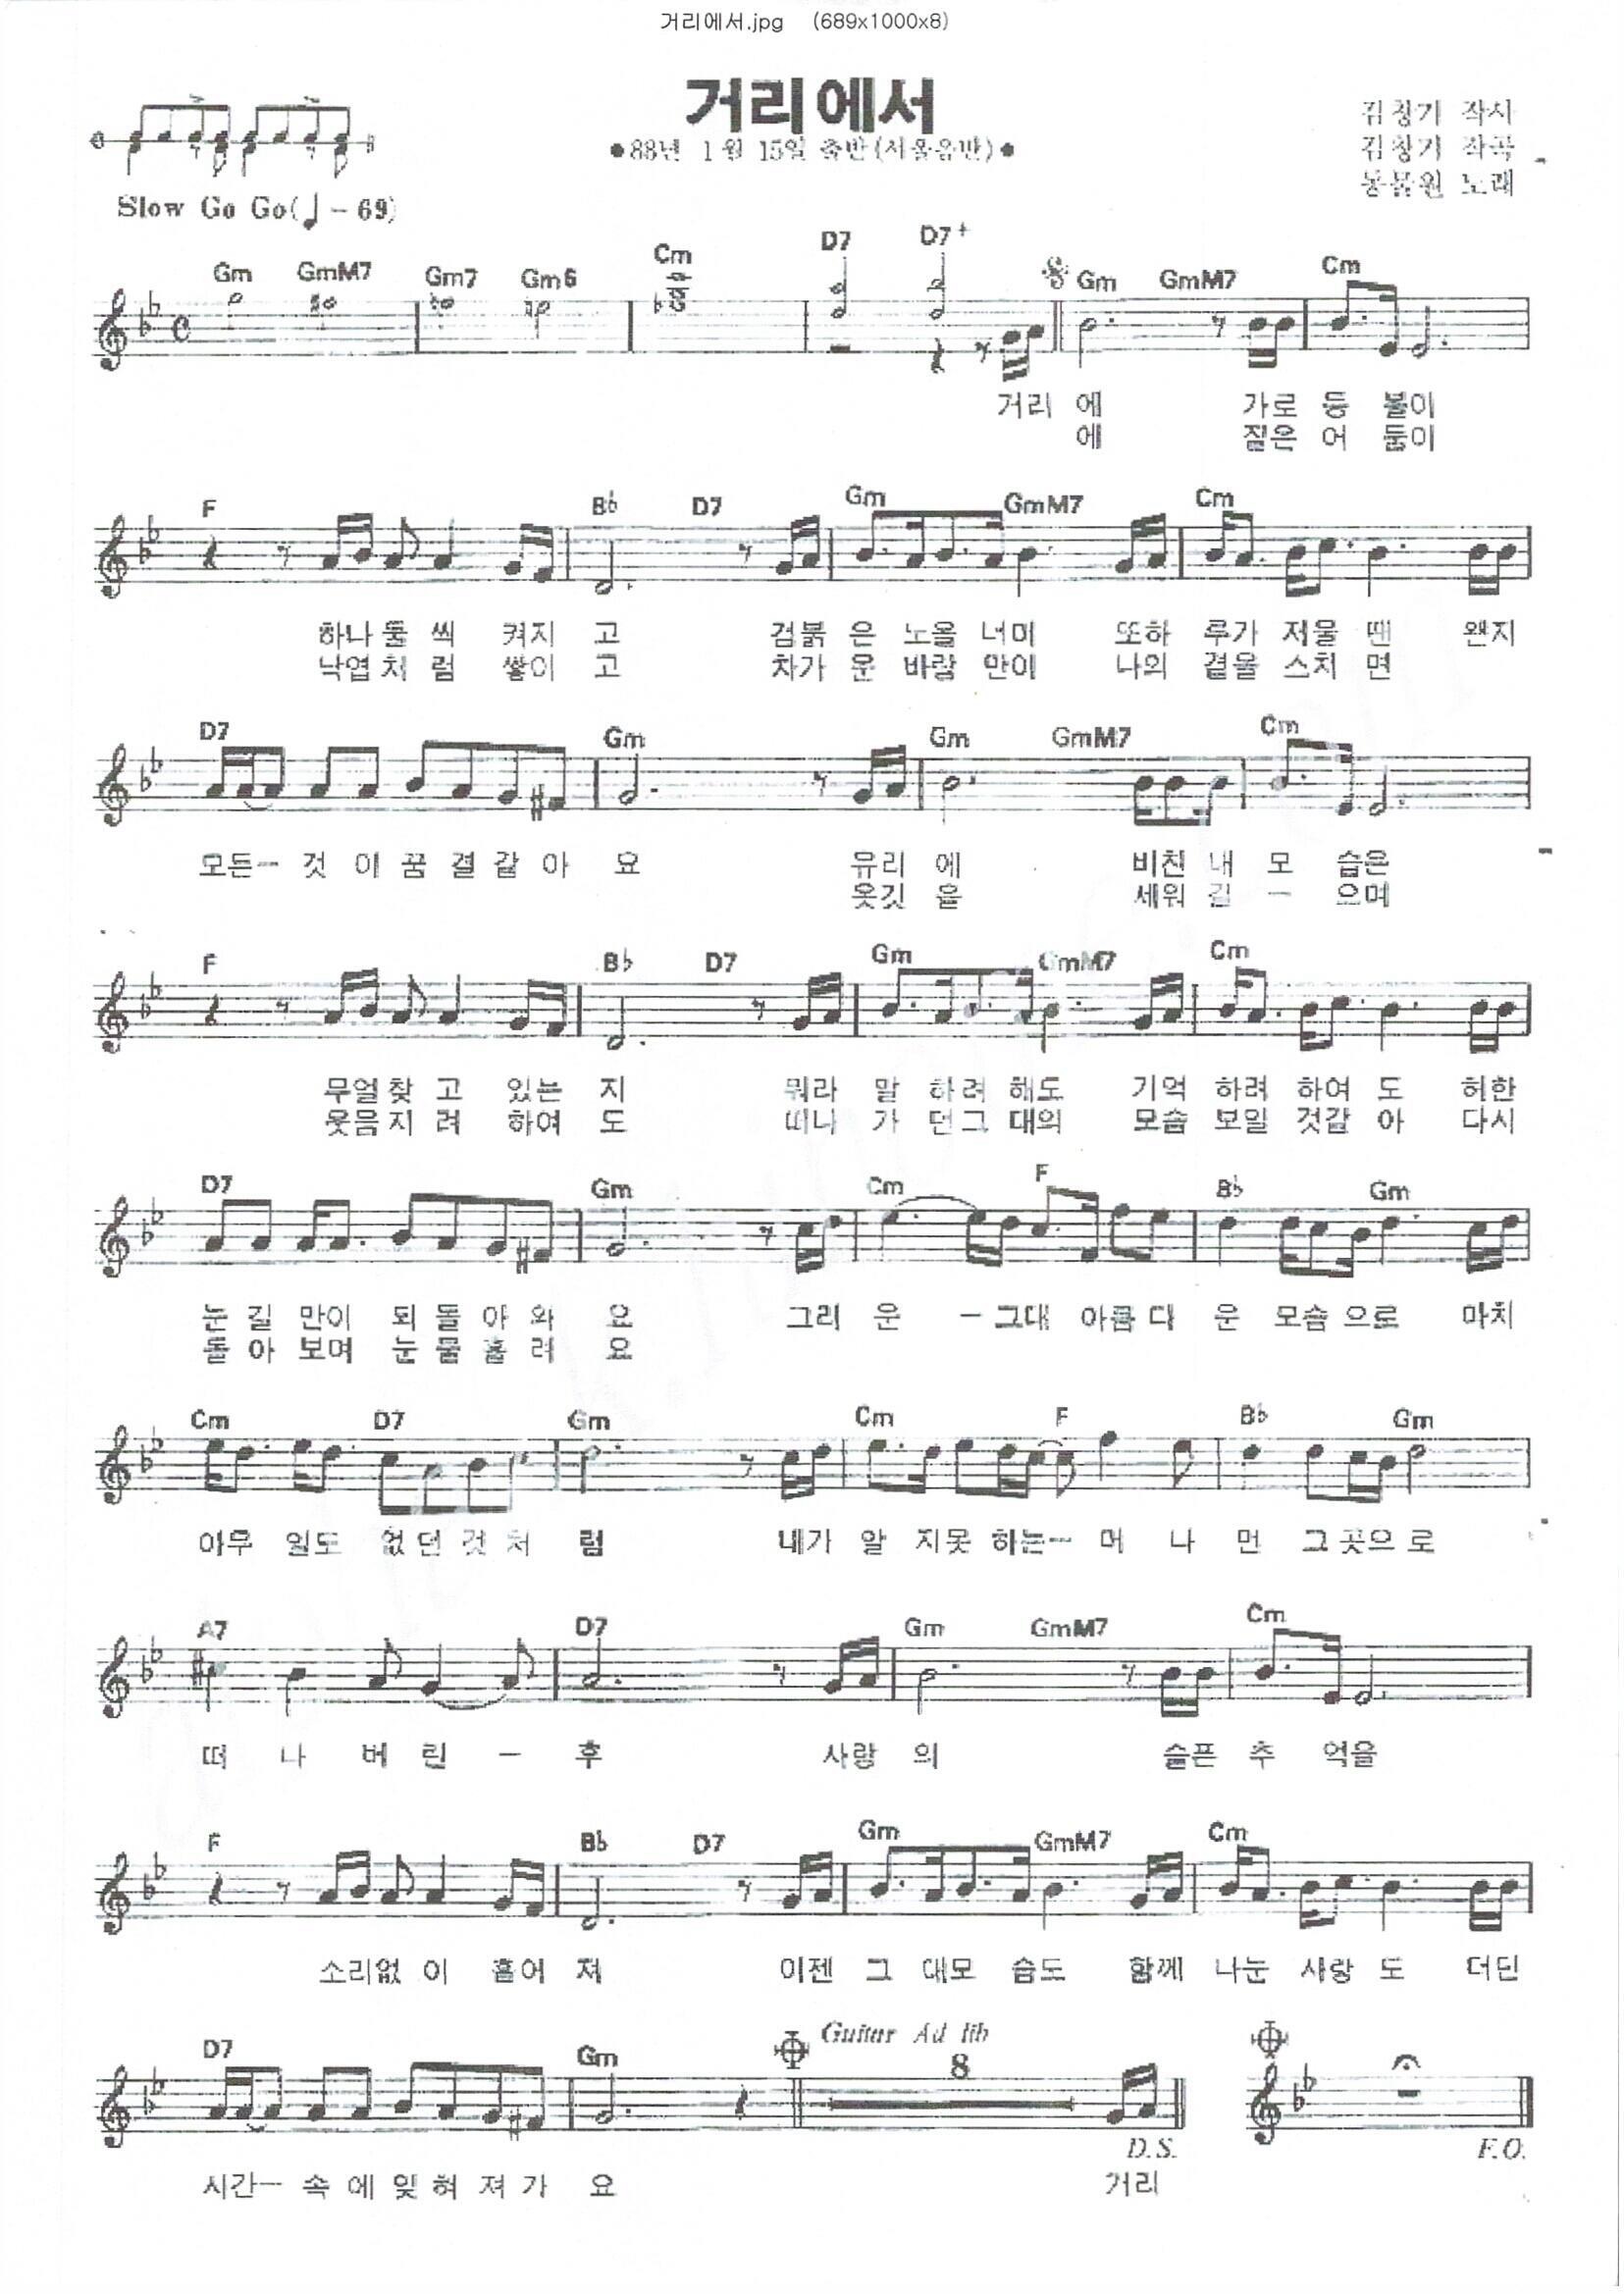 거리에서.jpg (689x1000x8)
거리에서
●88년 1월 15일 출반(서울음반)●
김창기 작시
김창기 작곡
동물원 노래
Slow Go Go(♩-69)
Gm GmM7 Gm7 Gm6 Cm D7 D7+ Gm GmM7 Cm
거리 에 가로 등 불이
에 짙은 어 둠이
F B♭ D7 Gm GmM7 Cm
하나 둘 씩 켜지 고 검붉 은 노을 너머 또하 루가 저물 땐 왠지
낙엽 처 럼 쌓이 고 차가 운 바람 만이 나의 곁을 스치 면
D7 Gm Gm GmM7 Cm
모든ー 것 이 꿈 결 같 아 요 유리 에 비친 내 모 습은
옷깃 을 세워 길 ー 으며
F B♭ D7 Gm GmM7 Cm
무얼 찾 고 있는 지 뭐라 말 하려 해도 기억 하려 하여 도 허한
웃음 지 려 하여 도 떠나 가 던그 대의 모습 보일 것같 아 다시
D7 Gm Cm F B♭ Gm
눈 길 만이 되 돌 아 와 요 그리 운 ー 그대 아름 다 운 모습 으로 마치
돌 아 보며 눈 물 흘 려 요
Cm D7 Gm Cm F B♭ Gm
아무 일도 없 던 것 처 럼 내가 알 지못 하는ー 머 나 먼 그 곳으 로
A7 D7 Gm GmM7 Cm
떠 나 버 린 ー 후 사랑 의 슬픈 추 억을
F B♭ D7 Gm GmM7 Cm
소리없 이 흩어 져 이젠 그 대모 습도 함께 나눈 사랑 도 더딘
Guitar Ad lib
D7 Gm 8
D.S. F.O.
시간ー 속 에 잊 혀 져 가 요 거리